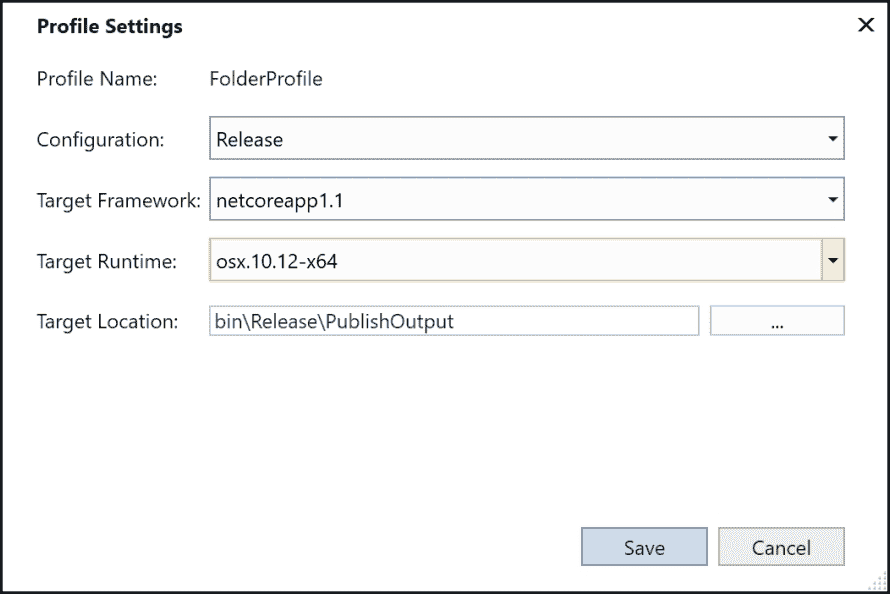 Profile Settings
Profile Name: FolderProfile
Configuration: Release
Target Framework: netcoreapp1.1
Target Runtime: osx.10.12-x64
Target Location: bin\Release\PublishOutput ...
Save Cancel